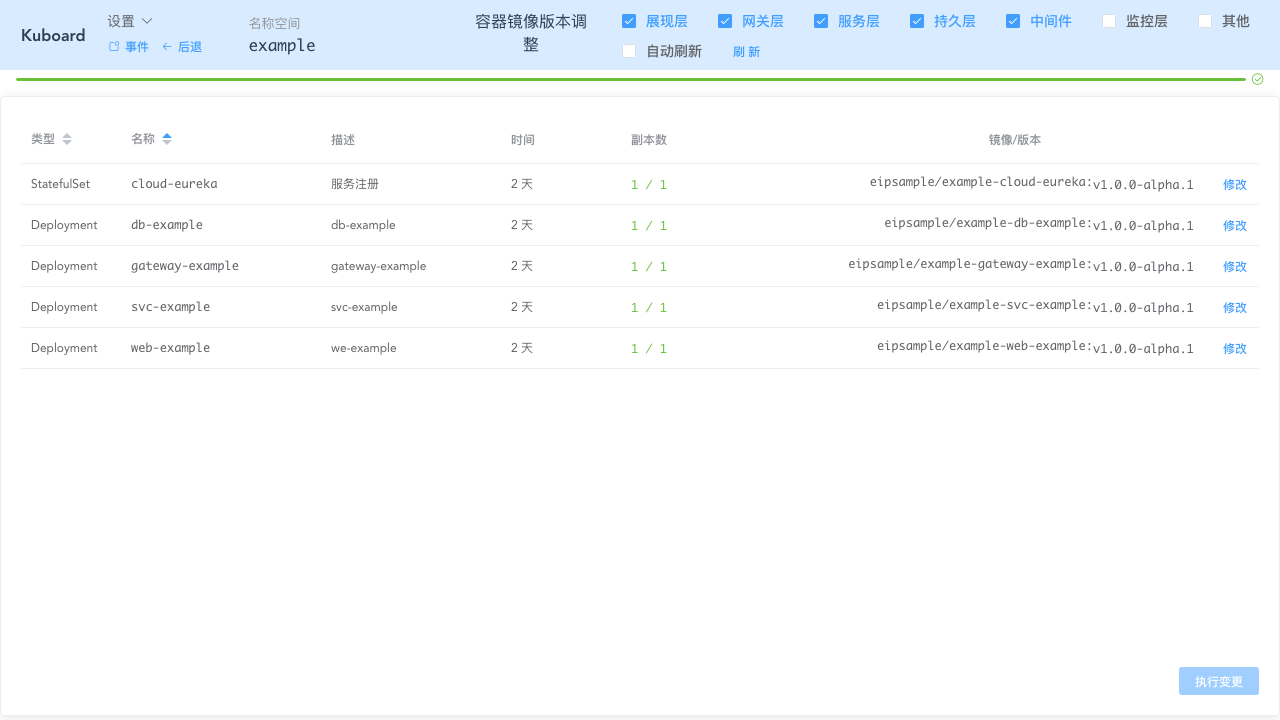 Kuboard
设置
事件 后退
名称空间
example
容器镜像版本调
整
展现层 网关层 服务层 持久层 中间件 监控层 其他
自动刷新 刷 新
类型 名称 描述 时间 副本数 镜像/版本
StatefulSet cloud-eureka 服务注册 2 天 1 / 1 eipsample/example-cloud-eureka:v1.0.0-alpha.1 修改
Deployment db-example db-example 2 天 1 / 1 eipsample/example-db-example:v1.0.0-alpha.1 修改
Deployment gateway-example gateway-example 2 天 1 / 1 eipsample/example-gateway-example:v1.0.0-alpha.1 修改
Deployment svc-example svc-example 2 天 1 / 1 eipsample/example-svc-example:v1.0.0-alpha.1 修改
Deployment web-example we-example 2 天 1 / 1 eipsample/example-web-example:v1.0.0-alpha.1 修改
执行变更